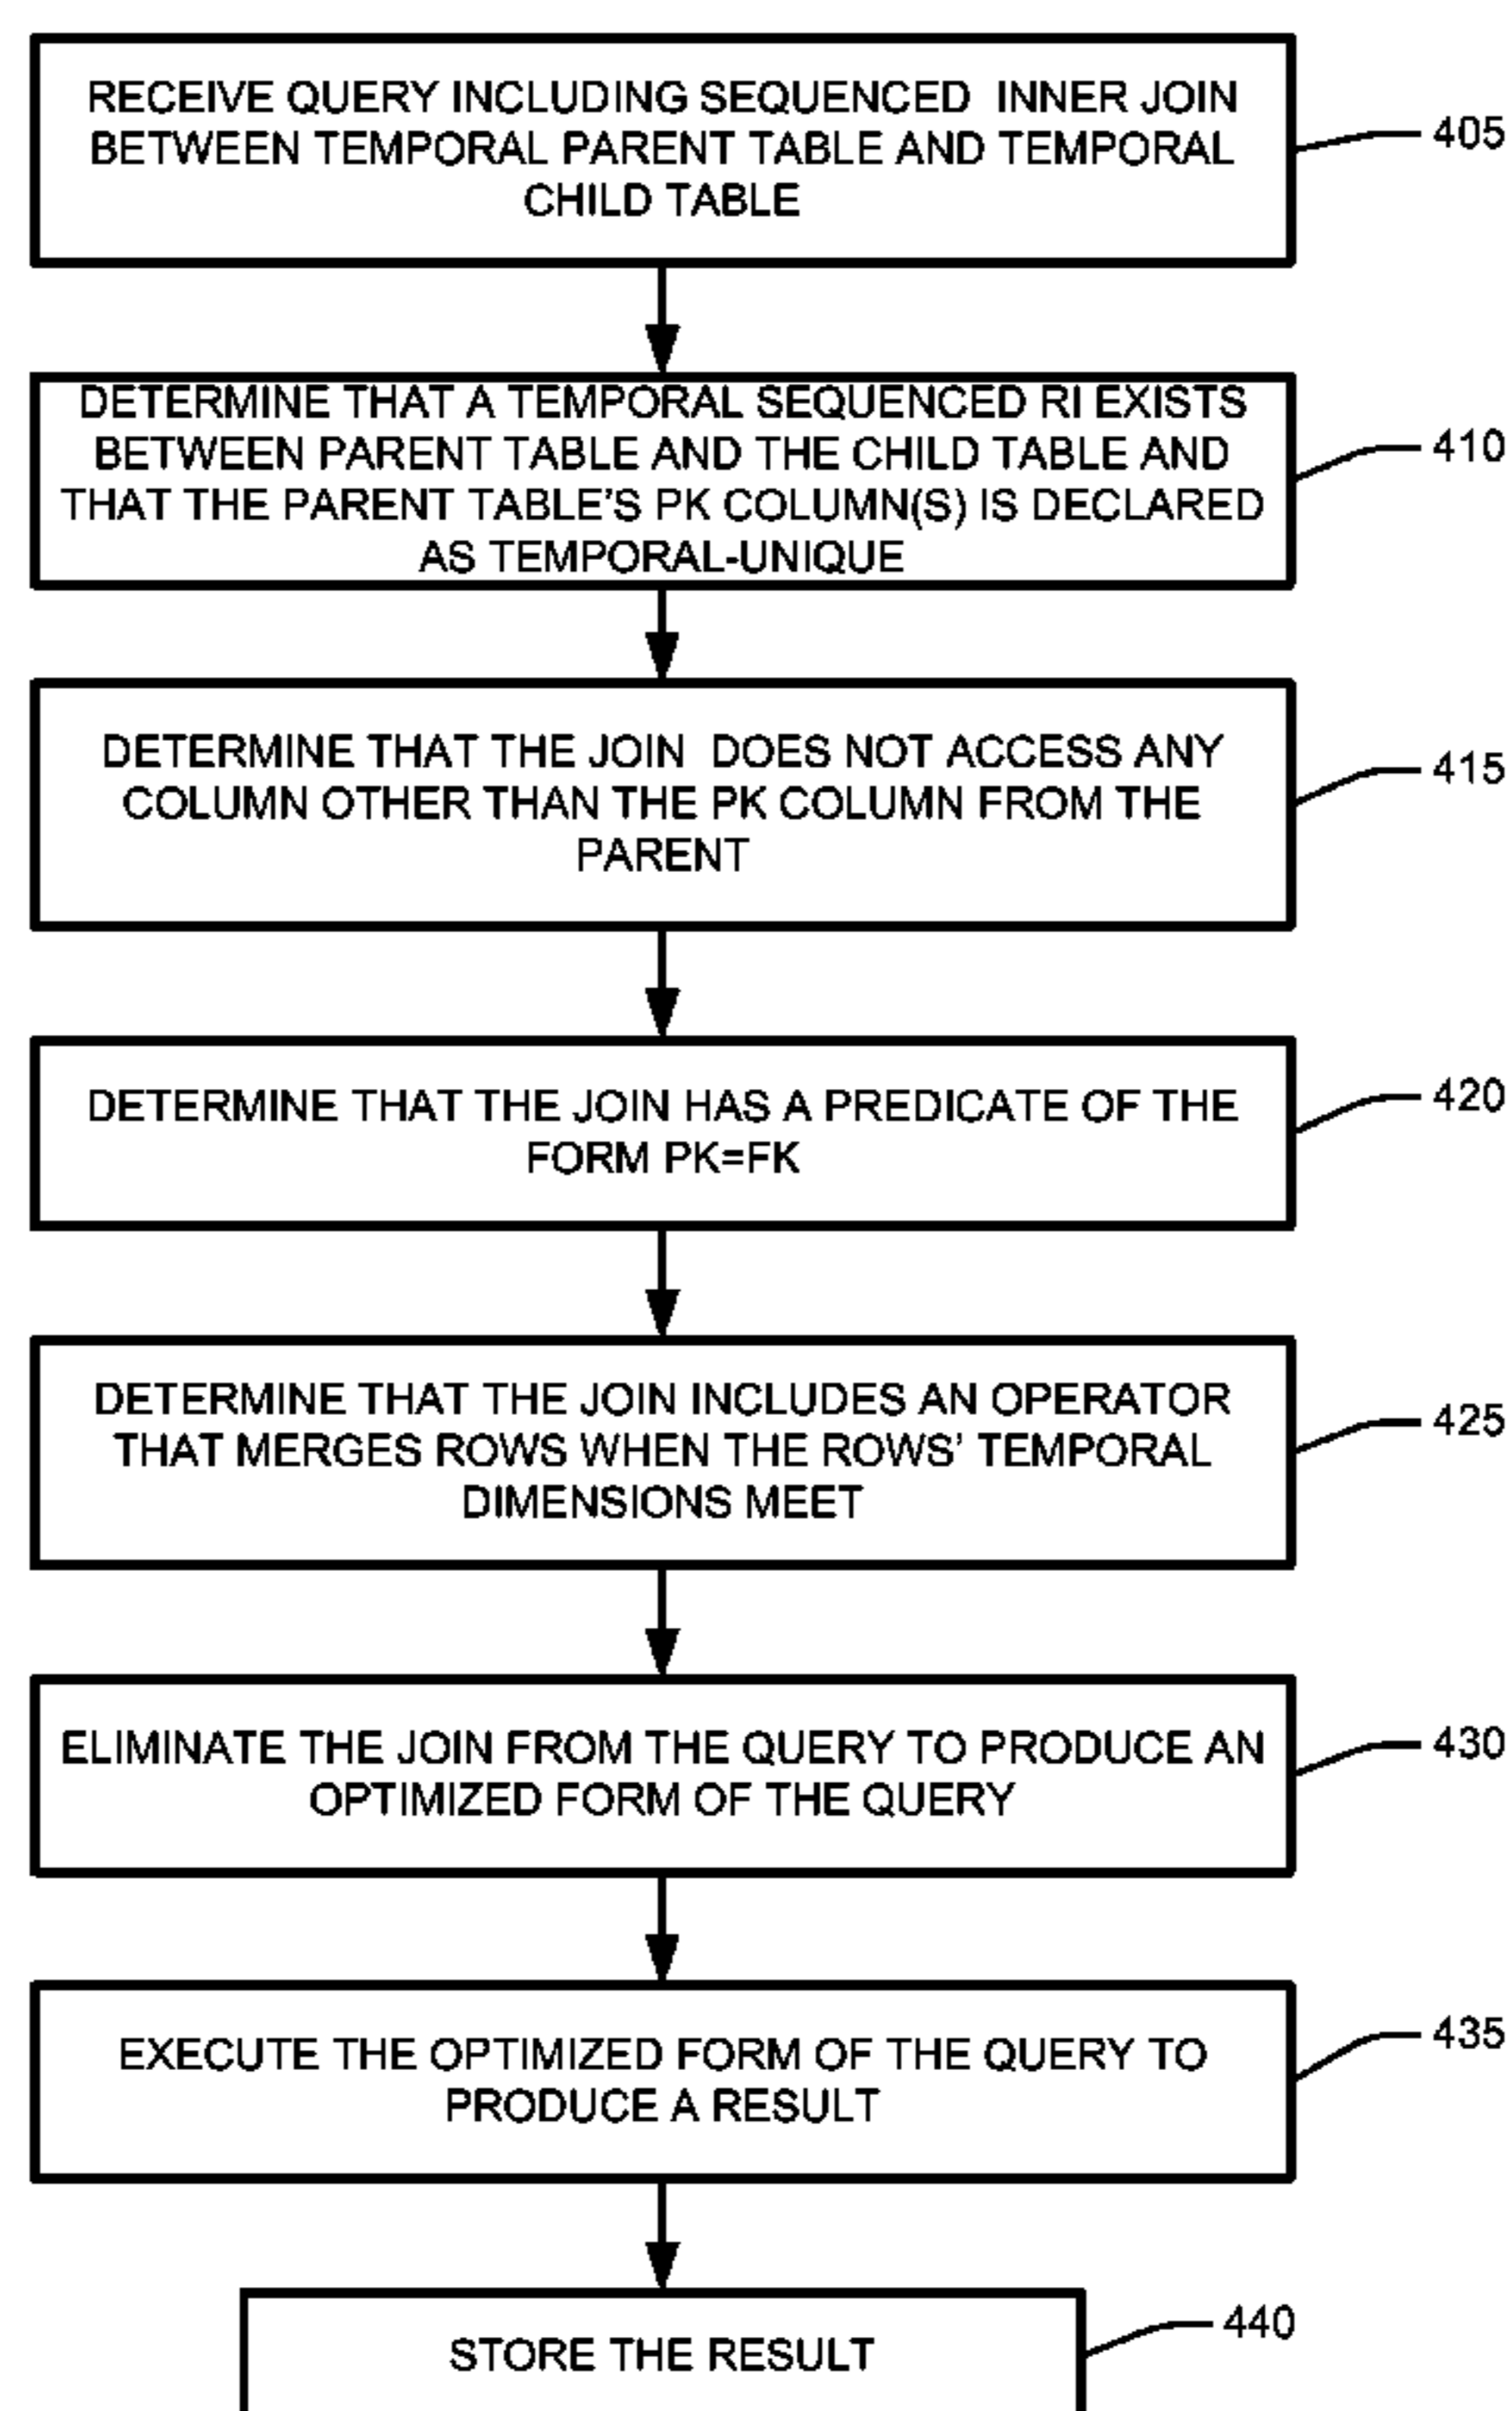 RECEIVE QUERY INCLUDING SEQUENCED INNER JOIN
BETWEEN TEMPORAL PARENT TABLE AND TEMPORAL
CHILD TABLE
405
DETERMINE THAT A TEMPORAL SEQUENCED RI EXISTS
BETWEEN PARENT TABLE AND THE CHILD TABLE AND
THAT THE PARENT TABLE'S PK COLUMN(S) IS DECLARED
AS TEMPORAL-UNIQUE
410
DETERMINE THAT THE JOIN DOES NOT ACCESS ANY
COLUMN OTHER THAN THE PK COLUMN FROM THE
PARENT
415
DETERMINE THAT THE JOIN HAS A PREDICATE OF THE
FORM PK=FK
420
DETERMINE THAT THE JOIN INCLUDES AN OPERATOR
THAT MERGES ROWS WHEN THE ROWS' TEMPORAL
DIMENSIONS MEET
425
ELIMINATE THE JOIN FROM THE QUERY TO PRODUCE AN
OPTIMIZED FORM OF THE QUERY
430
EXECUTE THE OPTIMIZED FORM OF THE QUERY TO
PRODUCE A RESULT
435
STORE THE RESULT
440